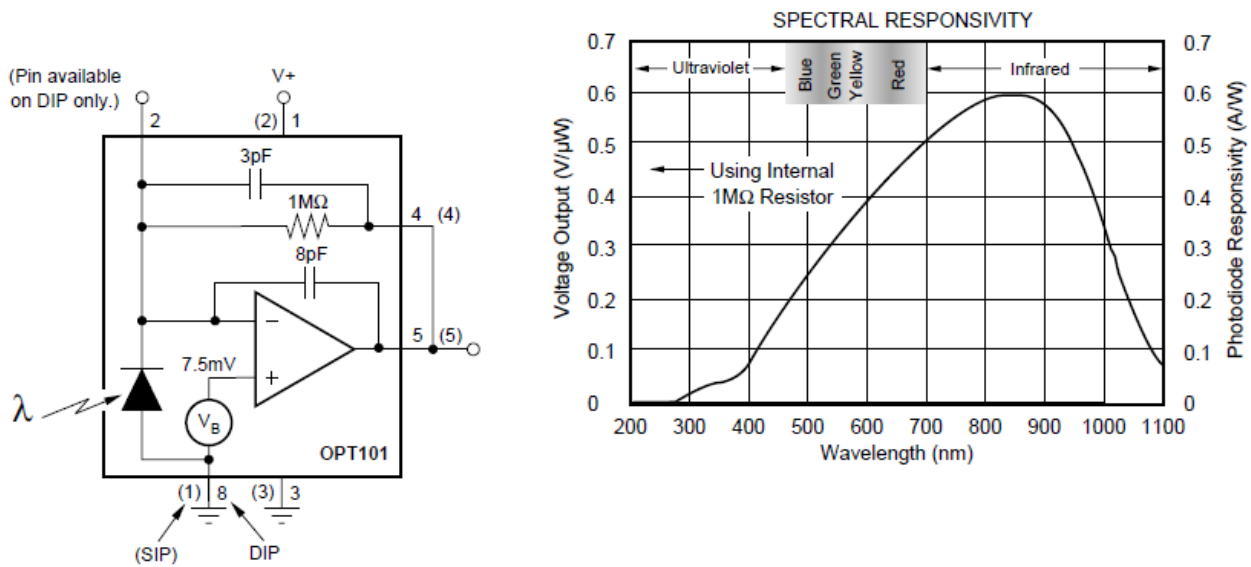 (Pin available
on DIP only.)
V+
2
(2)
1
3pF
1MΩ
4
(4)
8pF
5
(5)
7.5mV
λ
V_B
OPT101
(1)
8
(3)
3
(SIP)
DIP
SPECTRAL RESPONSIVITY
Ultraviolet
Blue
Green
Yellow
Red
Infrared
Using Internal
1MΩ Resistor
Voltage Output (V/µW)
0.7
0.6
0.5
0.4
0.3
0.2
0.1
0
Photodiode Responsivity (A/W)
0.7
0.6
0.5
0.4
0.3
0.2
0.1
0
200 300 400 500 600 700 800 900 1000 1100
Wavelength (nm)